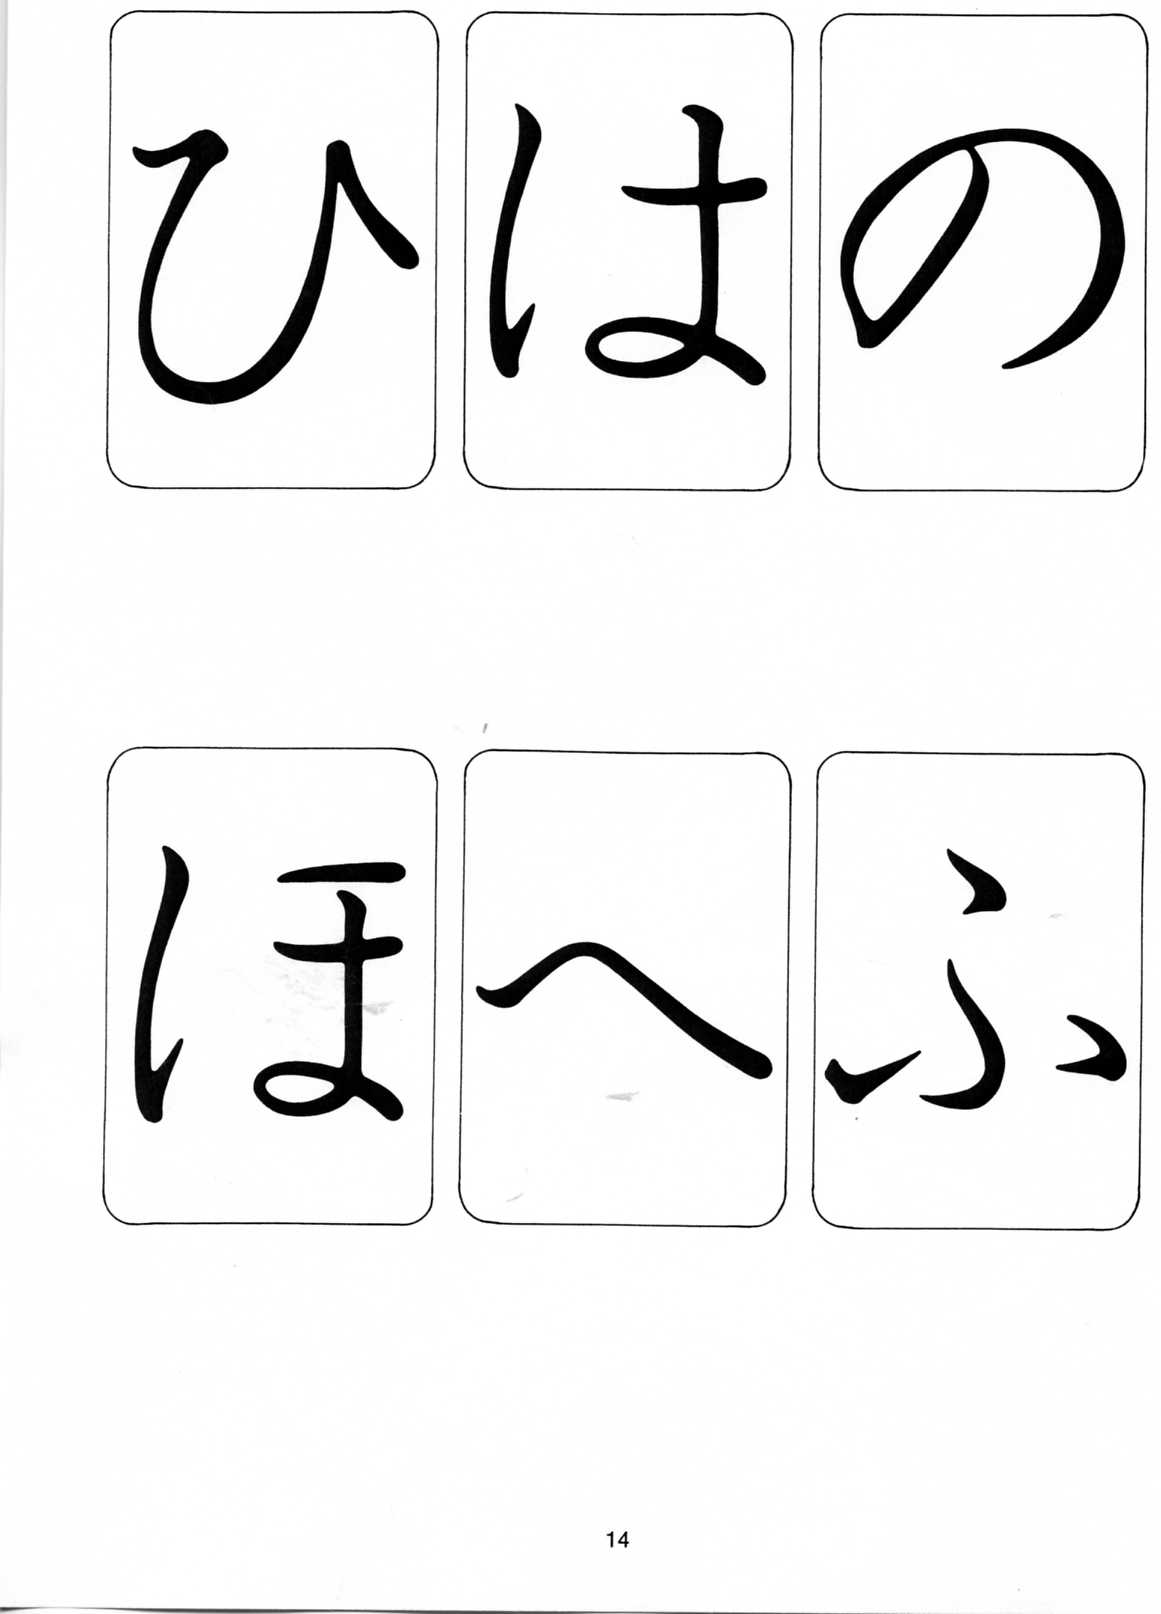 ひ は の
ほ へ ふ
14